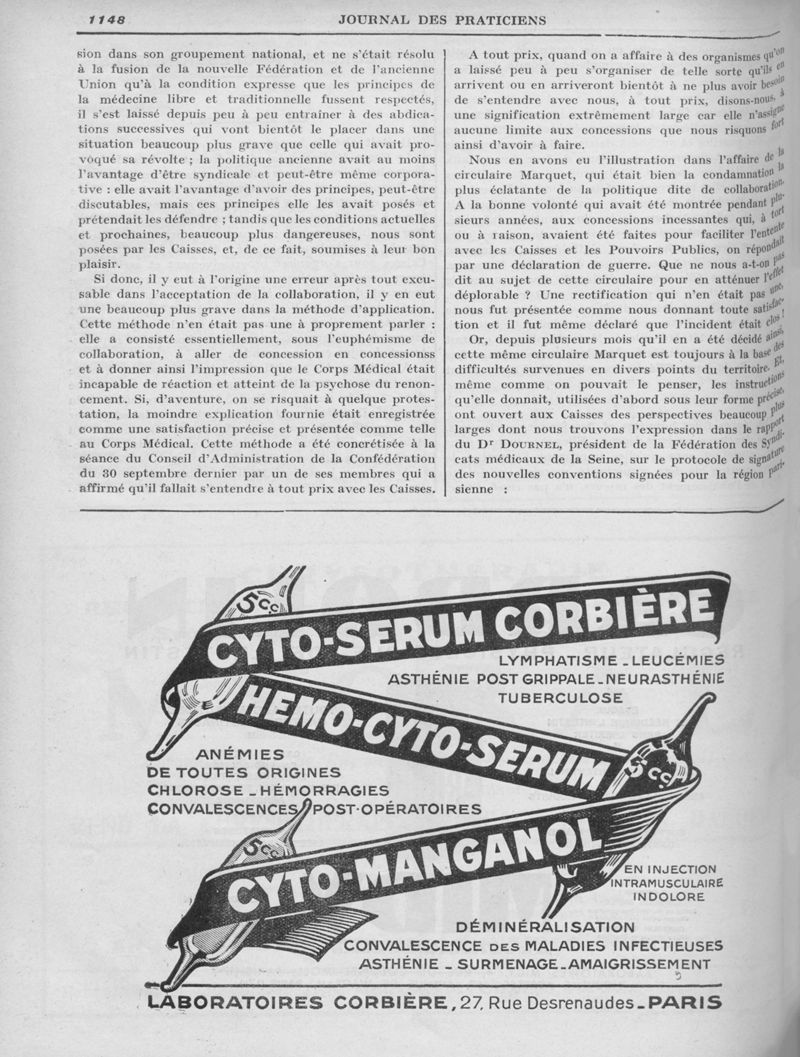 1148
JOURNAL DES PRATICIENS
sion dans son groupement national, et ne s'était résolu
à la fusion de la nouvelle Fédération et de l'ancienne
Union qu'à la condition expresse que les principes de
la médecine libre et traditionnelle fussent respectés,
il s'est laissé depuis peu à peu entraîner à des abdica-
tions successives qui vont bientôt le placer dans une
situation beaucoup plus grave que celle qui avait pro-
voqué sa révolte ; la politique ancienne avait au moins
l'avantage d'être syndicale et peut-être même corpora-
tive : elle avait l'avantage d'avoir des principes, peut-être
discutables, mais ces principes elle les avait posés et
prétendait les défendre ; tandis que les conditions actuelles
et prochaines, beaucoup plus dangereuses, nous sont
posées par les Caisses, et, de ce fait, soumises à leur bon
plaisir.
Si donc, il y eut à l'origine une erreur après tout excu-
sable dans l'acceptation de la collaboration, il y en eut
une beaucoup plus grave dans la méthode d'application.
Cette méthode n'en était pas une à proprement parler :
elle a consisté essentiellement, sous l'euphémisme de
collaboration, à aller de concession en concessionss
et à donner ainsi l'impression que le Corps Médical était
incapable de réaction et atteint de la psychose du renon-
cement. Si, d'aventure, on se risquait à quelque protes-
tation, la moindre explication fournie était enregistrée
comme une satisfaction précise et présentée comme telle
au Corps Médical. Cette méthode a été concrétisée à la
séance du Conseil d'Administration de la Confédération
du 30 septembre dernier par un de ses membres qui a
affirmé qu'il fallait s'entendre à tout prix avec les Caisses.
A tout prix, quand on a affaire à des organismes qu'on
a laissé peu à peu s'organiser de telle sorte qu'ils en
arrivent ou en arriveront bientôt à ne plus avoir besoin
de s'entendre avec nous, à tout prix, disons-nous, a
une signification extrêmement large car elle n'assigne
aucune limite aux concessions que nous risquons fort
ainsi d'avoir à faire.
Nous en avons eu l'illustration dans l'affaire de la
circulaire Marquet, qui était bien la condamnation la
plus éclatante de la politique dite de collaboration.
A la bonne volonté qui avait été montrée pendant plu-
sieurs années, aux concessions incessantes qui, à tort
ou à raison, avaient été faites pour faciliter l'entente
avec les Caisses et les Pouvoirs Publics, on répondait
par une déclaration de guerre. Que ne nous a-t-on pas
dit au sujet de cette circulaire pour en atténuer l'effet
déplorable ? Une rectification qui n'en était pas une,
nous fut présentée comme nous donnant toute satisfac-
tion et il fut même déclaré que l'incident était clos !
Or, depuis plusieurs mois qu'il en a été décidé ainsi,
cette même circulaire Marquet est toujours à la base des
difficultés survenues en divers points du territoire. Et,
même comme on pouvait le penser, les instructions
qu'elle donnait, utilisées d'abord sous leur forme précise,
ont ouvert aux Caisses des perspectives beaucoup plus
larges dont nous trouvons l'expression dans le rapport
du Dr DOURNEL, président de la Fédération des Syndi-
cats médicaux de la Seine, sur le protocole de signature
des nouvelles conventions signées pour la région pari-
sienne :
5cc.
CYTO-SERUM CORBIÈRE
LYMPHATISME _ LEUCÉMIES
ASTHÉNIE POST GRIPPALE _ NEURASTHÉNIE
TUBERCULOSE
HEMO-CYTO-SERUM
5cc.
ANÉMIES
DE TOUTES ORIGINES
CHLOROSE _ HÉMORRAGIES
CONVALESCENCES POST-OPÉRATOIRES
5cc.
CYTO-MANGANOL
EN INJECTION
INTRAMUSCULAIRE
INDOLORE
DÉMINÉRALISATION
CONVALESCENCE DES MALADIES INFECTIEUSES
ASTHÉNIE _ SURMENAGE _ AMAIGRISSEMENT
LABORATOIRES CORBIÈRE, 27, Rue Desrenaudes _ PARIS